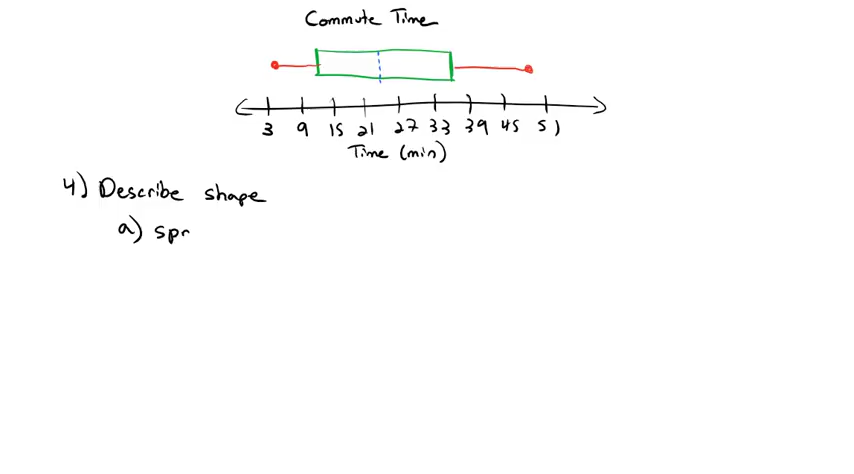 Commute Time
3 9 15 21 27 33 39 45 51
Time (min)
4) Describe shape
a) spr